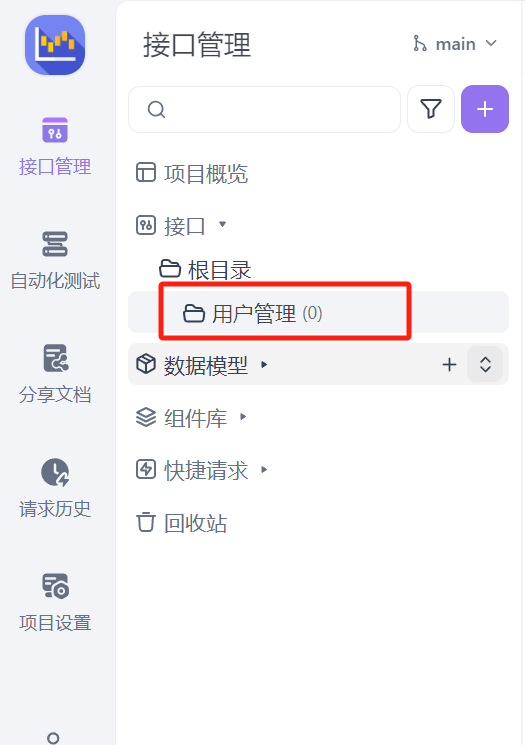 接口管理
main
接口管理
项目概览
接口
自动化测试
根目录
用户管理 (0)
数据模型
分享文档
组件库
快捷请求
请求历史
回收站
项目设置